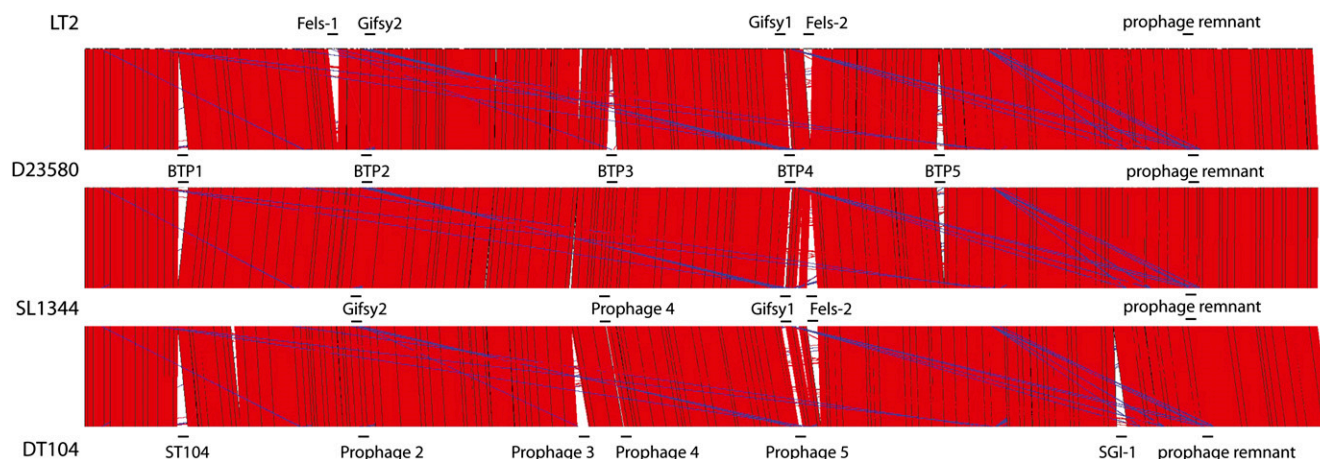 LT2 Fels-1 Gifsy2 Gifsy1 Fels-2 prophage remnant
D23580 BTP1 BTP2 BTP3 BTP4 BTP5 prophage remnant
SL1344 Gifsy2 Prophage 4 Gifsy1 Fels-2 prophage remnant
DT104 ST104 Prophage 2 Prophage 3 Prophage 4 Prophage 5 SGI-1 prophage remnant